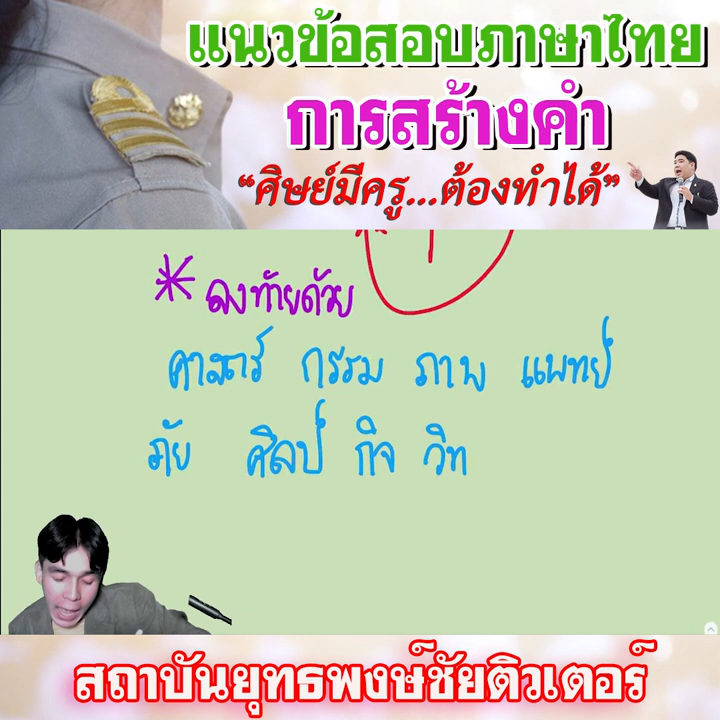 แนวข้อสอบภาษาไทย
การสร้างคำ
“ศิษย์มีครู...ต้องทำได้”
* ลงท้ายด้วย
ศาสตร์ กรรม ภาพ แพทย์
ภัย ศิลป์ กิจ วิท
สถาบันยุทธพงษ์ชัยติวเตอร์